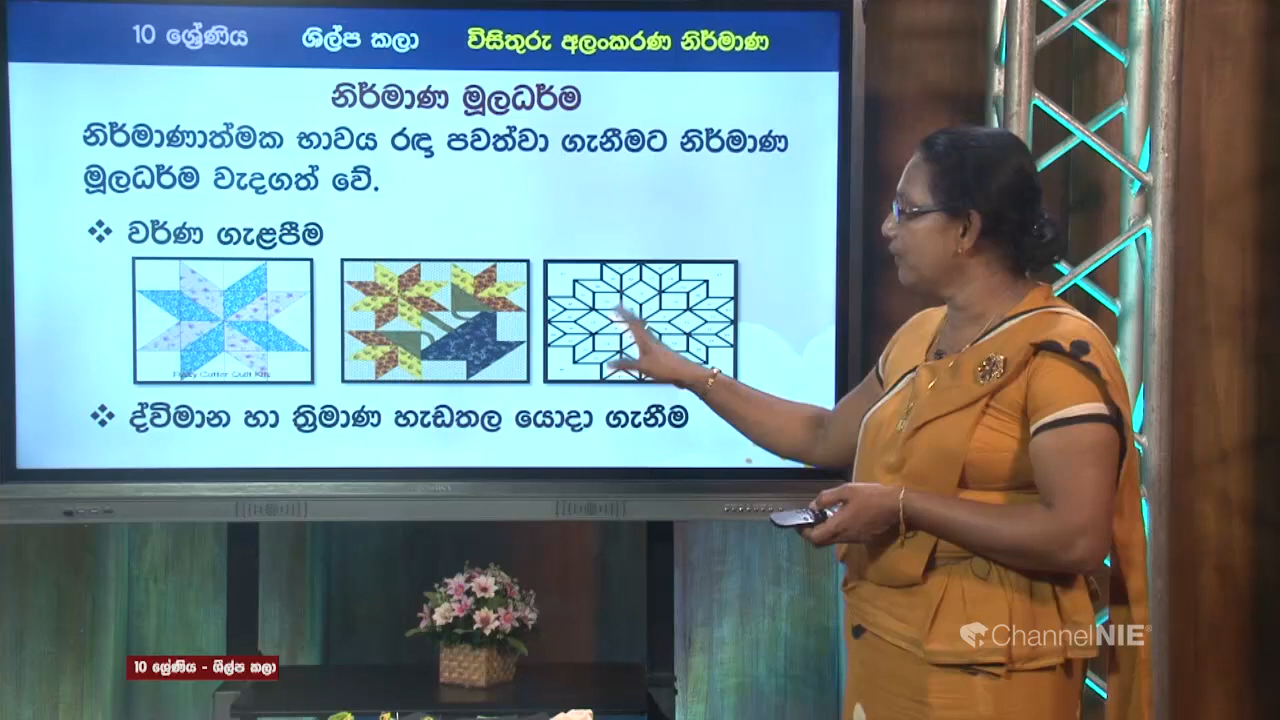 10 ශ්‍රේණිය ශිල්ප කලා විසිතුරු අලංකරණ නිර්මාණ
නිර්මාණ මූලධර්ම
නිර්මාණාත්මක භාවය රඳා පවත්වා ගැනීමට නිර්මාණ
මූලධර්ම වැදගත් වේ.
❖ වර්ණ ගැළපීම
❖ ද්විමාන හා ත්‍රිමාණ හැඩතල යොදා ගැනීම
ChannelNIE
10 ශ්‍රේණිය - ශිල්ප කලා